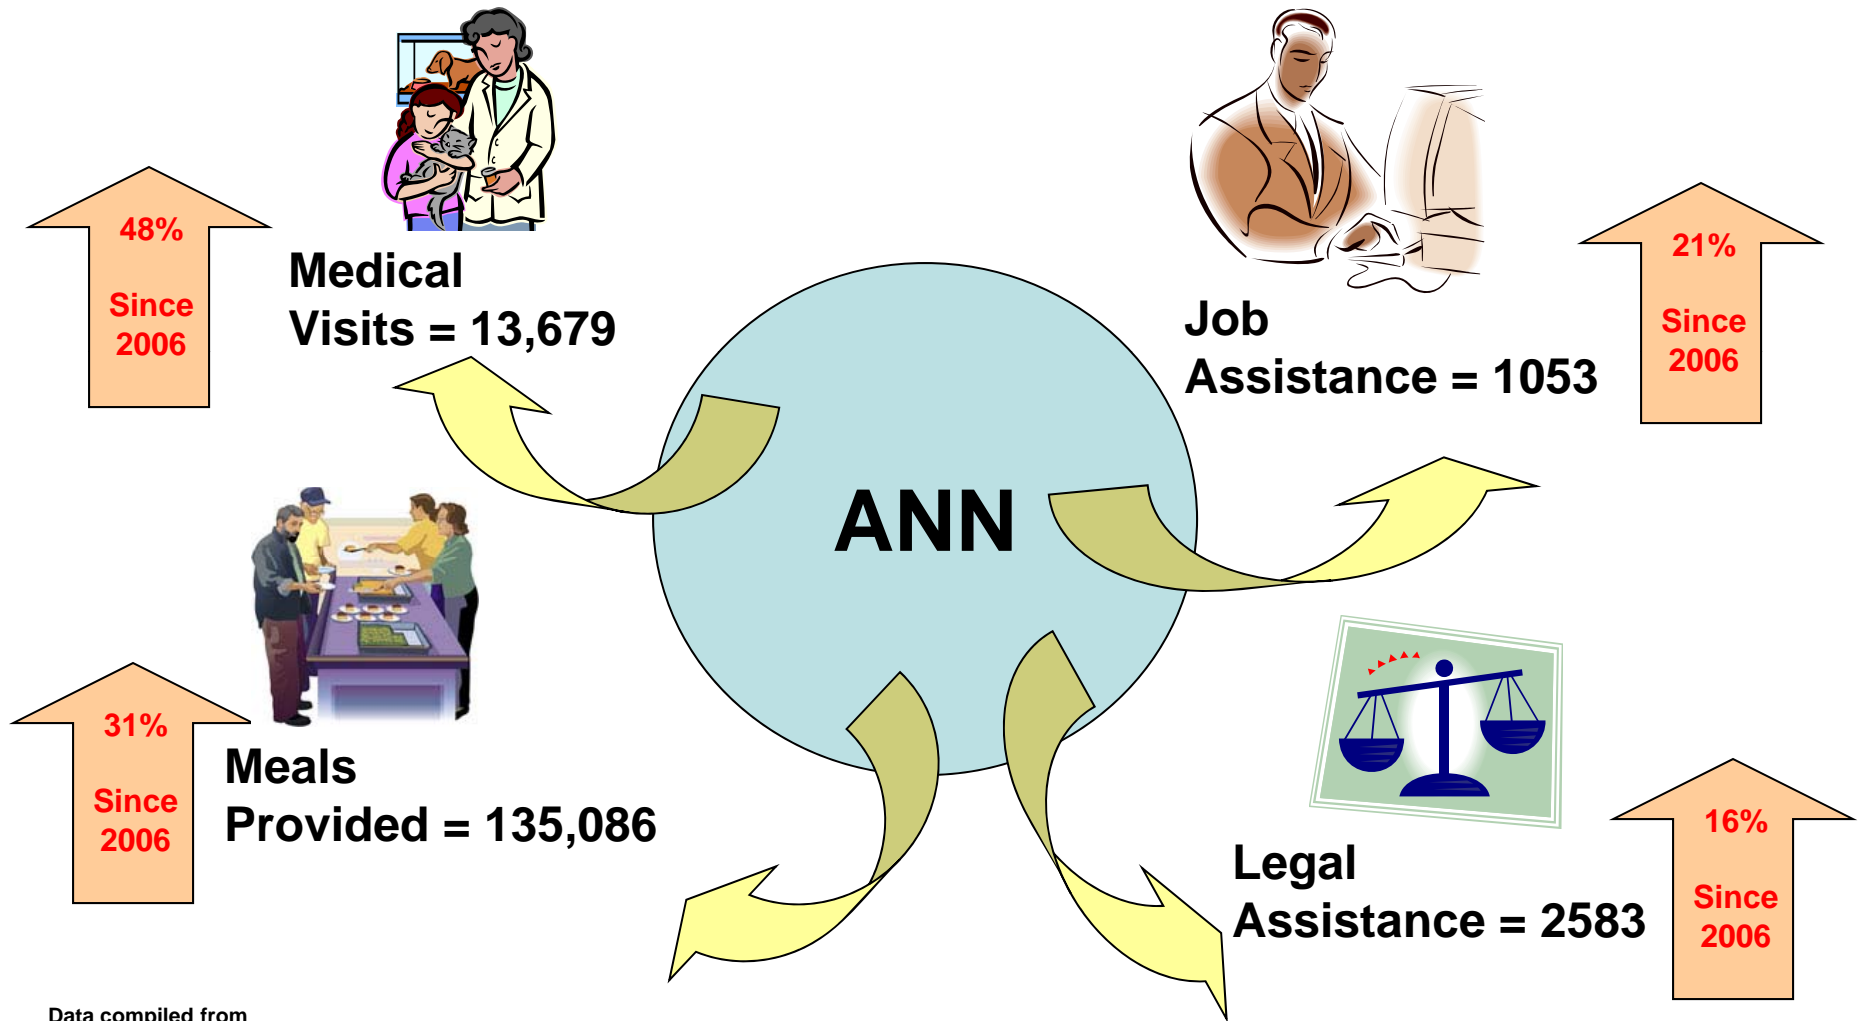 48%
Since
2006
Medical
Visits = 13,679
21%
Since
2006
Job
Assistance = 1053
ANN
31%
Since
2006
Meals
Provided = 135,086
16%
Since
2006
Legal
Assistance = 2583
Data compiled from